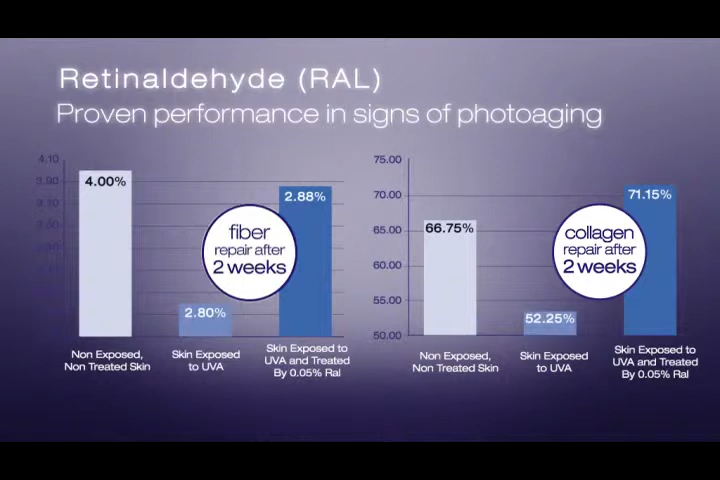 Retinaldehyde (RAL)
Proven performance in signs of photoaging
4.10
3.90
4.00%
2.80%
2.88%
fiber
repair after
2 weeks
Non Exposed,
Non Treated Skin
Skin Exposed
to UVA
Skin Exposed to
UVA and Treated
By 0.05% Ral
75.00
70.00
65.00
60.00
55.00
50.00
66.75%
52.25%
71.15%
collagen
repair after
2 weeks
Non Exposed,
Non Treated Skin
Skin Exposed
to UVA
Skin Exposed to
UVA and Treated
By 0.05% Ral